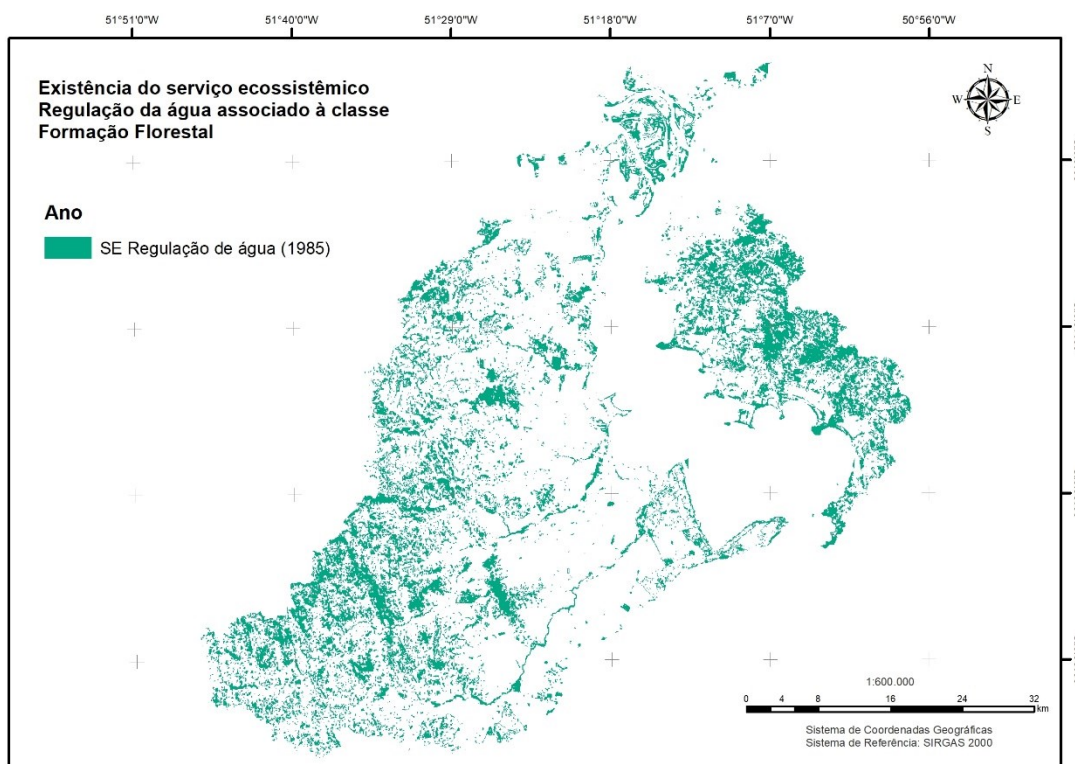 51°51'0"W 51°40'0"W 51°29'0"W 51°18'0"W 51°7'0"W 50°56'0"W
Existência do serviço ecossistêmico
Regulação da água associado à classe
Formação Florestal
N
W E
S
Ano
SE Regulação de água (1985)
1:600.000
0 4 8 16 24 32
km
Sistema de Coordenadas Geográficas
Sistema de Referência: SIRGAS 2000